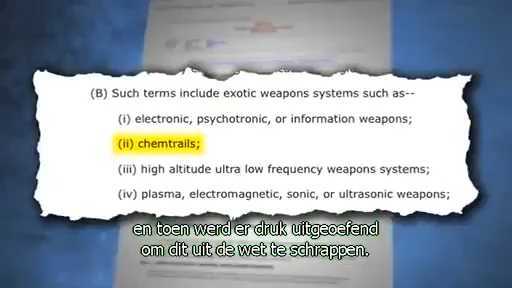 (B) Such terms include exotic weapons systems such as--
(i) electronic, psychotronic, or information weapons;
(ii) chemtrails;
(iii) high altitude ultra low frequency weapons systems;
(iv) plasma, electromagnetic, sonic, or ultrasonic weapons;
en toen werd er druk uitgeoefend
om dit uit de wet te schrappen.